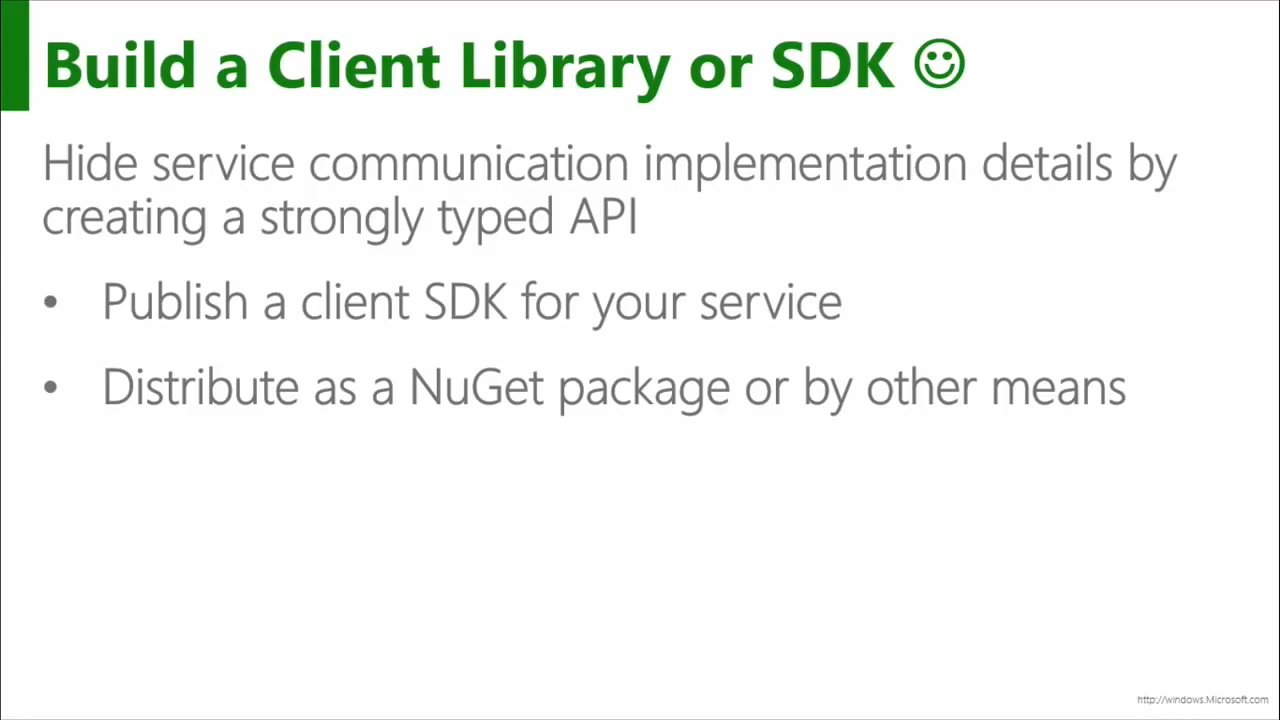 Build a Client Library or SDK ☺
Hide service communication implementation details by
creating a strongly typed API
• Publish a client SDK for your service
• Distribute as a NuGet package or by other means
http://windows.Microsoft.com